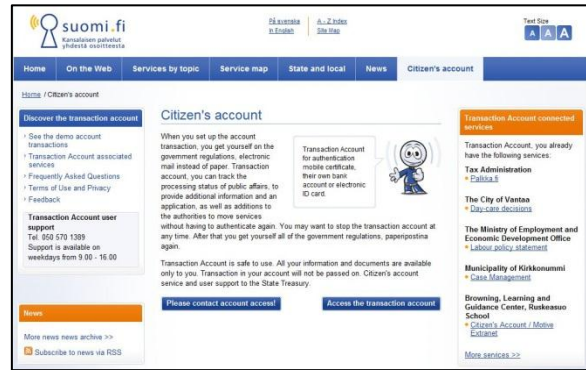 suomi.fi
Kansalaisen palvelut
yhdestä osoitteesta
På svenska
In English
A - Z Index
Site Map
Text Size
A A A
Home On the Web Services by topic Service map State and local News Citizen's account
Home / Citizen's account
Discover the transaction account
See the demo account
transactions
Transaction Account associated
services
Frequently Asked Questions
Terms of Use and Privacy
Feedback
Transaction Account user
support
Tel. 050 570 1389
Support is available on
weekdays from 9.00 - 16.00
News
More news news archive >>
Subscribe to news via RSS
Citizen's account
When you set up the account
transaction, you get yourself on the
government regulations, electronic
mail instead of paper. Transaction
account, you can track the
processing status of public affairs, to
provide additional information and an
application, as well as additions to
the authorities to move services
without having to authenticate again. You may want to stop the transaction account at
any time. After that you get yourself all of the government regulations, paperipostina
again.
Transaction Account
for authentication
mobile certificate,
their own bank
account or electronic
ID card.
Transaction Account is safe to use. All your information and documents are available
only to you. Transaction in your account will not be passed on. Citizen's account
service and user support to the State Treasury.
Please contact account access!
Access the transaction account
Transaction Account connected
services
Transaction Account, you already
have the following services:
Tax Administration
Palkka.fi
The City of Vantaa
Day-care decisions
The Ministry of Employment and
Economic Development Office
Labour policy statement
Municipality of Kirkkonummi
Case Management
Browning, Learning and
Guidance Center, Ruskeasuo
School
Citizen's Account / Motive
Extranet
More services >>